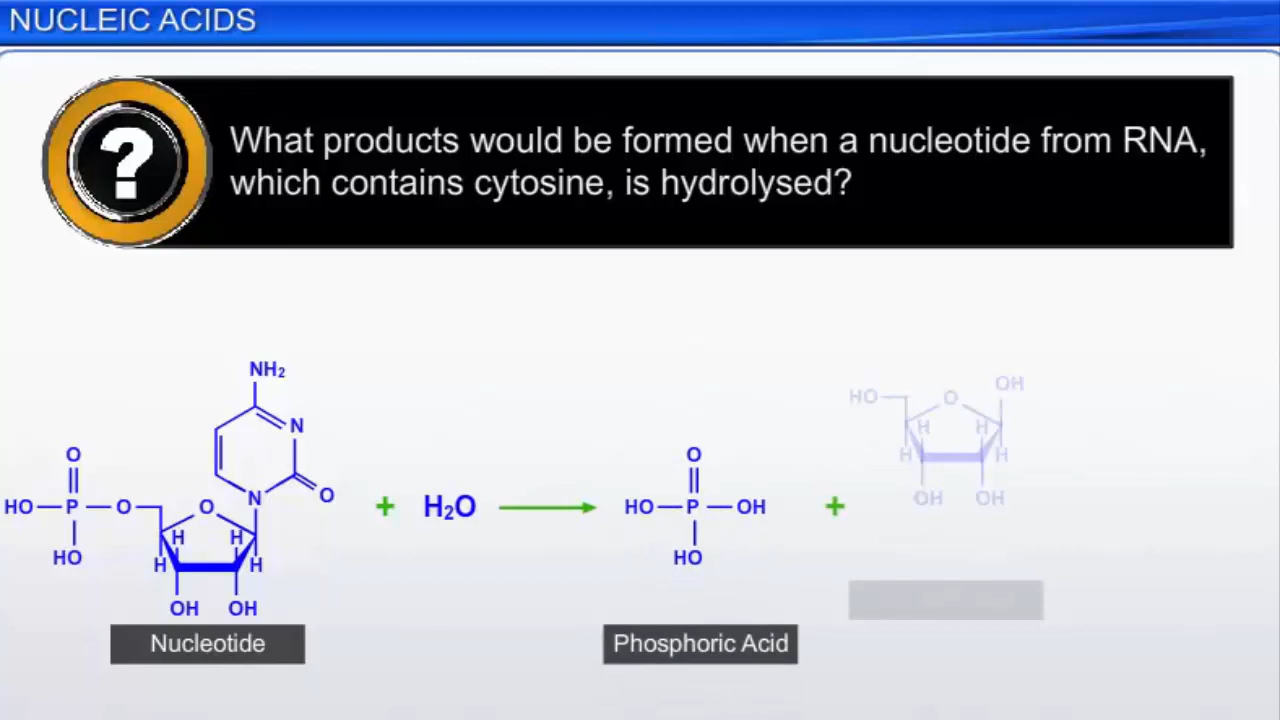 NUCLEIC ACIDS
?
What products would be formed when a nucleotide from RNA,
which contains cytosine, is hydrolysed?
NH₂
N
O
N
O
HO P O O
HO
H H
H H
OH OH
+ H₂O
O
HO P OH
HO
+
OH
HO O
H H
H H
OH OH
Nucleotide
Phosphoric Acid